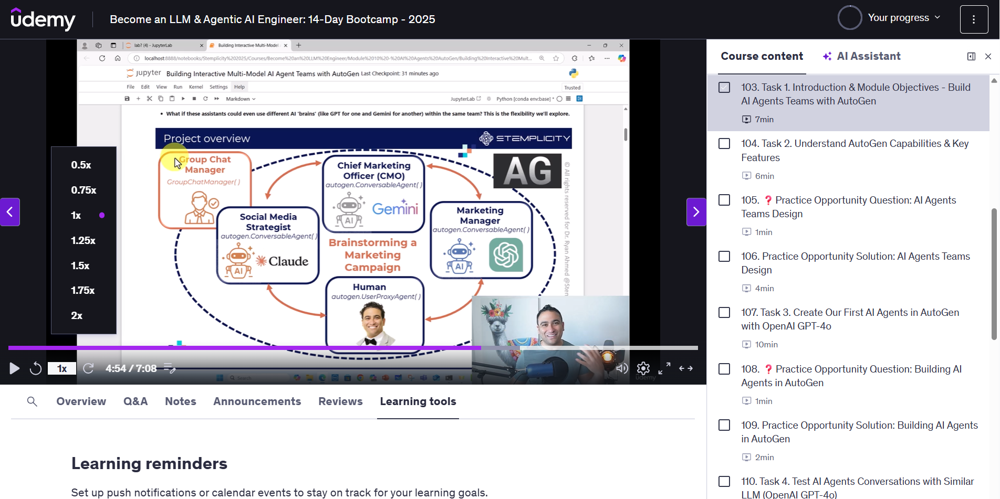 udemy
Become an LLM & Agentic AI Engineer: 14-Day Bootcamp - 2025
Your progress
lab? (4) - JupyterLab
Building Interactive Multi-Model
localhost:8888/notebooks/Stemplicity%202025/Courses/Become%20an%20LLM%20Engineer/Module%2010%20-%20AI%20Agents%20AutoGen/Building%20Interactive%20Mult...
jupyter
Building Interactive Multi-Model AI Agent Teams with AutoGen Last Checkpoint: 31 minutes ago
File Edit View Run Kernel Settings Help
Trusted
Markdown
JupyterLab
Python [conda env:base] *
• What if these assistants could even use different AI 'brains' (like GPT for one and Gemini for another) within the same team? This is the flexibility we'll explore.
Project overview
STEMPLICITY
Group Chat
Manager
GroupChatManager( )
Chief Marketing
Officer (CMO)
autogen.ConversableAgent( )
AI
Gemini
AG
Social Media
Strategist
autogen.ConversableAgent( )
AI
Claude
Marketing
Manager
autogen.ConversableAgent( )
AI
Brainstorming a
Marketing
Campaign
Human
autogen.UserProxyAgent( )
© All rights reserved for Dr. Ryan Ahmed @Stem
0.5x
0.75x
1x
1.25x
1.5x
1.75x
2x
1x
4:54 / 7:08
Search
udemy
Overview
Q&A
Notes
Announcements
Reviews
Learning tools
Learning reminders
Set up push notifications or calendar events to stay on track for your learning goals.
Course content
AI Assistant
103. Task 1. Introduction & Module Objectives - Build
AI Agents Teams with AutoGen
7min
104. Task 2. Understand AutoGen Capabilities & Key
Features
6min
105. ❓ Practice Opportunity Question: AI Agents
Teams Design
1min
106. Practice Opportunity Solution: AI Agents Teams
Design
4min
107. Task 3. Create Our First AI Agents in AutoGen
with OpenAI GPT-4o
10min
108. ❓ Practice Opportunity Question: Building AI
Agents in AutoGen
1min
109. Practice Opportunity Solution: Building AI Agents
in AutoGen
2min
110. Task 4. Test AI Agents Conversations with Similar
LLM (OpenAI GPT-4o)